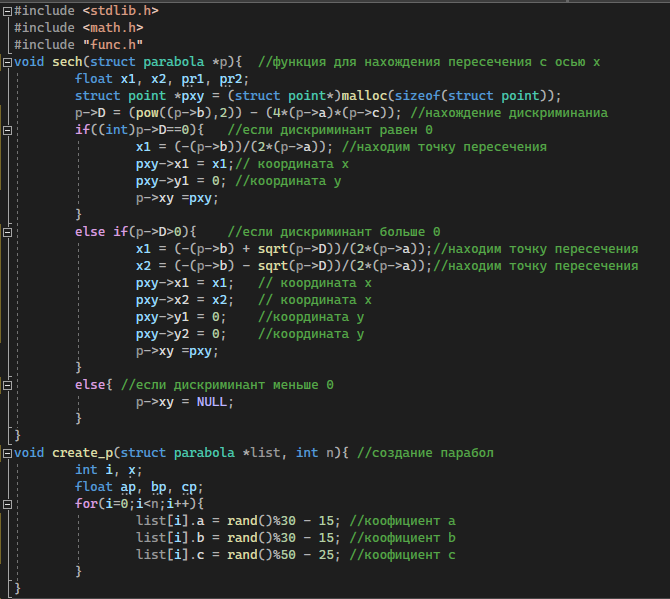 #include <stdlib.h>
#include <math.h>
#include "func.h"
void sech(struct parabola *p){  //функция для нахождения пересечения с осью x
        float x1, x2, pr1, pr2;
        struct point *pxy = (struct point*)malloc(sizeof(struct point));
        p->D = (pow((p->b),2)) - (4*(p->a)*(p->c)); //нахождение дискриманиа
        if((int)p->D==0){   //если дискриминант равен 0
                x1 = (-(p->b))/(2*(p->a)); //находим точку пересечения
                pxy->x1 = x1;// координата x
                pxy->y1 = 0; //координата y
                p->xy =pxy;
        }
        else if(p->D>0){    //если дискриминант больше 0
                x1 = (-(p->b) + sqrt(p->D))/(2*(p->a));//находим точку пересечения
                x2 = (-(p->b) - sqrt(p->D))/(2*(p->a));//находим точку пересечения
                pxy->x1 = x1;   // координата x
                pxy->x2 = x2;   // координата x
                pxy->y1 = 0;    //координата y
                pxy->y2 = 0;    //координата y
                p->xy =pxy;
        }
        else{ //если дискриминант меньше 0
                p->xy = NULL;
        }
}
void create_p(struct parabola *list, int n){ //создание парабол
        int i, x;
        float ap, bp, cp;
        for(i=0;i<n;i++){
                list[i].a = rand()%30 - 15; //коофициент a
                list[i].b = rand()%30 - 15; //коофициент b
                list[i].c = rand()%50 - 25; //коофициент c
        }
}